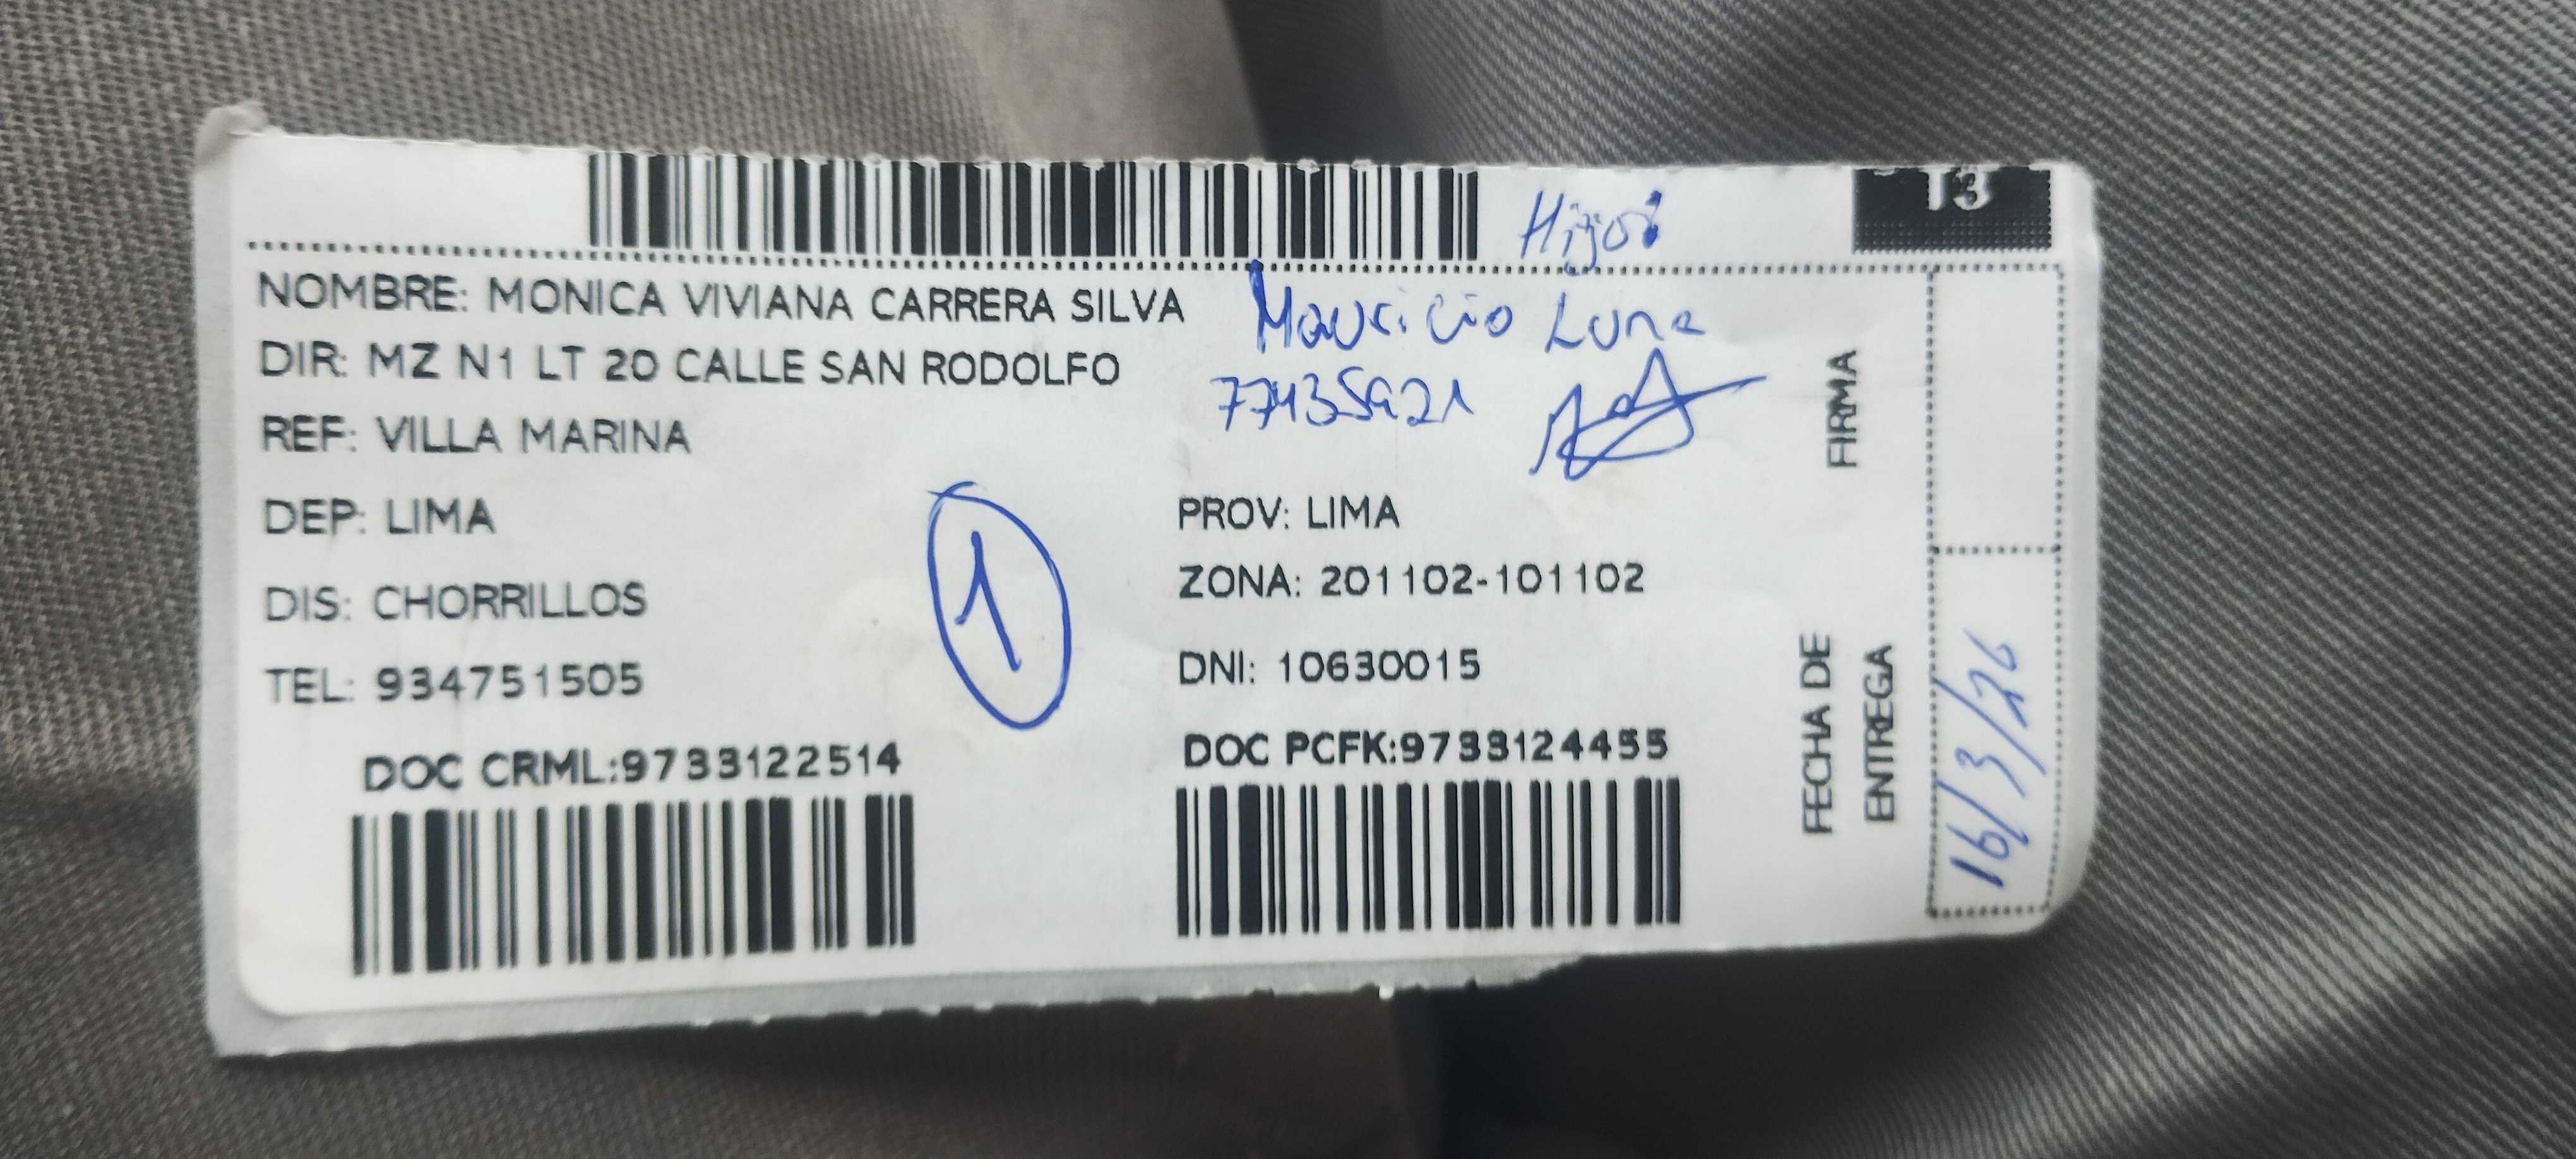 13
Hijo
NOMBRE: MONICA VIVIANA CARRERA SILVA
Mauricio Luna
DIR: MZ N1 LT 20 CALLE SAN RODOLFO
77435921
REF: VILLA MARINA
FIRMA
DEP: LIMA
PROV: LIMA
1
DIS: CHORRILLOS
ZONA: 201102-101102
TEL: 934751505
DNI: 10630015
FECHA DE
ENTREGA
16/3/26
DOC CRML:9733122514
DOC PCFK:9733124455